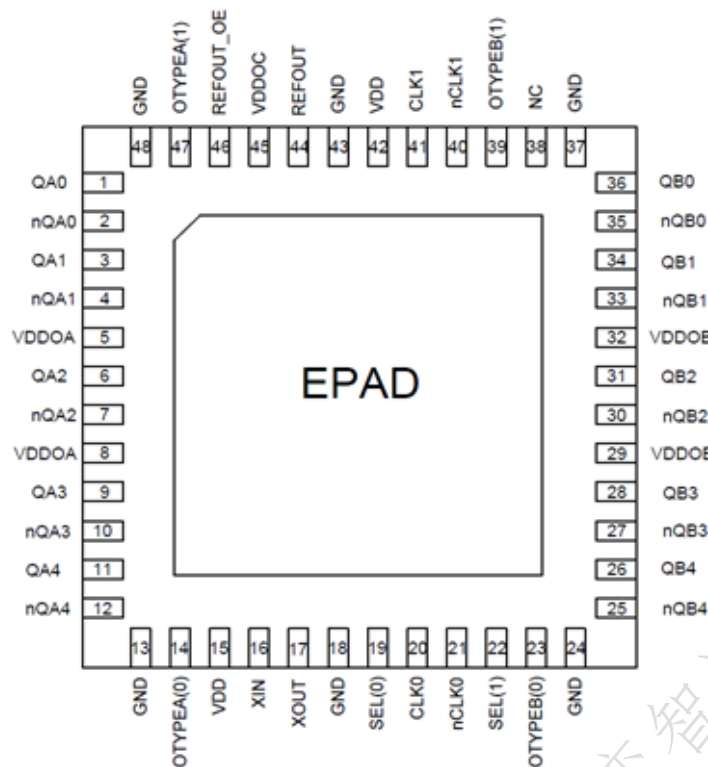 GND OTYPEA(1) REFOUT_OE VDDOC REFOUT GND VDD CLK1 nCLK1 OTYPEB(1) NC GND
48 47 46 45 44 43 42 41 40 39 38 37
QA0 1 36 QB0
nQA0 2 35 nQB0
QA1 3 34 QB1
nQA1 4 33 nQB1
VDDOA 5 32 VDDOB
QA2 6 31 QB2
nQA2 7 30 nQB2
VDDOA 8 29 VDDOB
QA3 9 28 QB3
nQA3 10 27 nQB3
QA4 11 26 QB4
nQA4 12 25 nQB4
EPAD
13 14 15 16 17 18 19 20 21 22 23 24
GND OTYPEA(0) VDD XIN XOUT GND SEL(0) CLK0 nCLK0 SEL(1) OTYPEB(0) GND
智